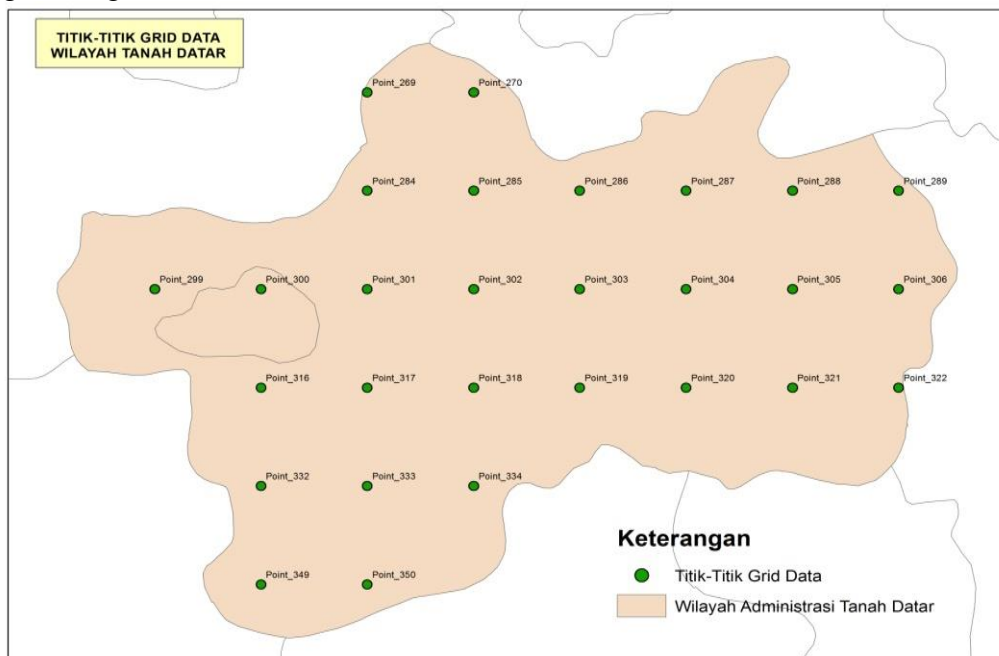 TITIK-TITIK GRID DATA
WILAYAH TANAH DATAR
Point_269
Point_270
Point_284
Point_285
Point_286
Point_287
Point_288
Point_289
Point_299
Point_300
Point_301
Point_302
Point_303
Point_304
Point_305
Point_306
Point_316
Point_317
Point_318
Point_319
Point_320
Point_321
Point_322
Point_332
Point_333
Point_334
Point_349
Point_350
Keterangan
Titik-Titik Grid Data
Wilayah Administrasi Tanah Datar